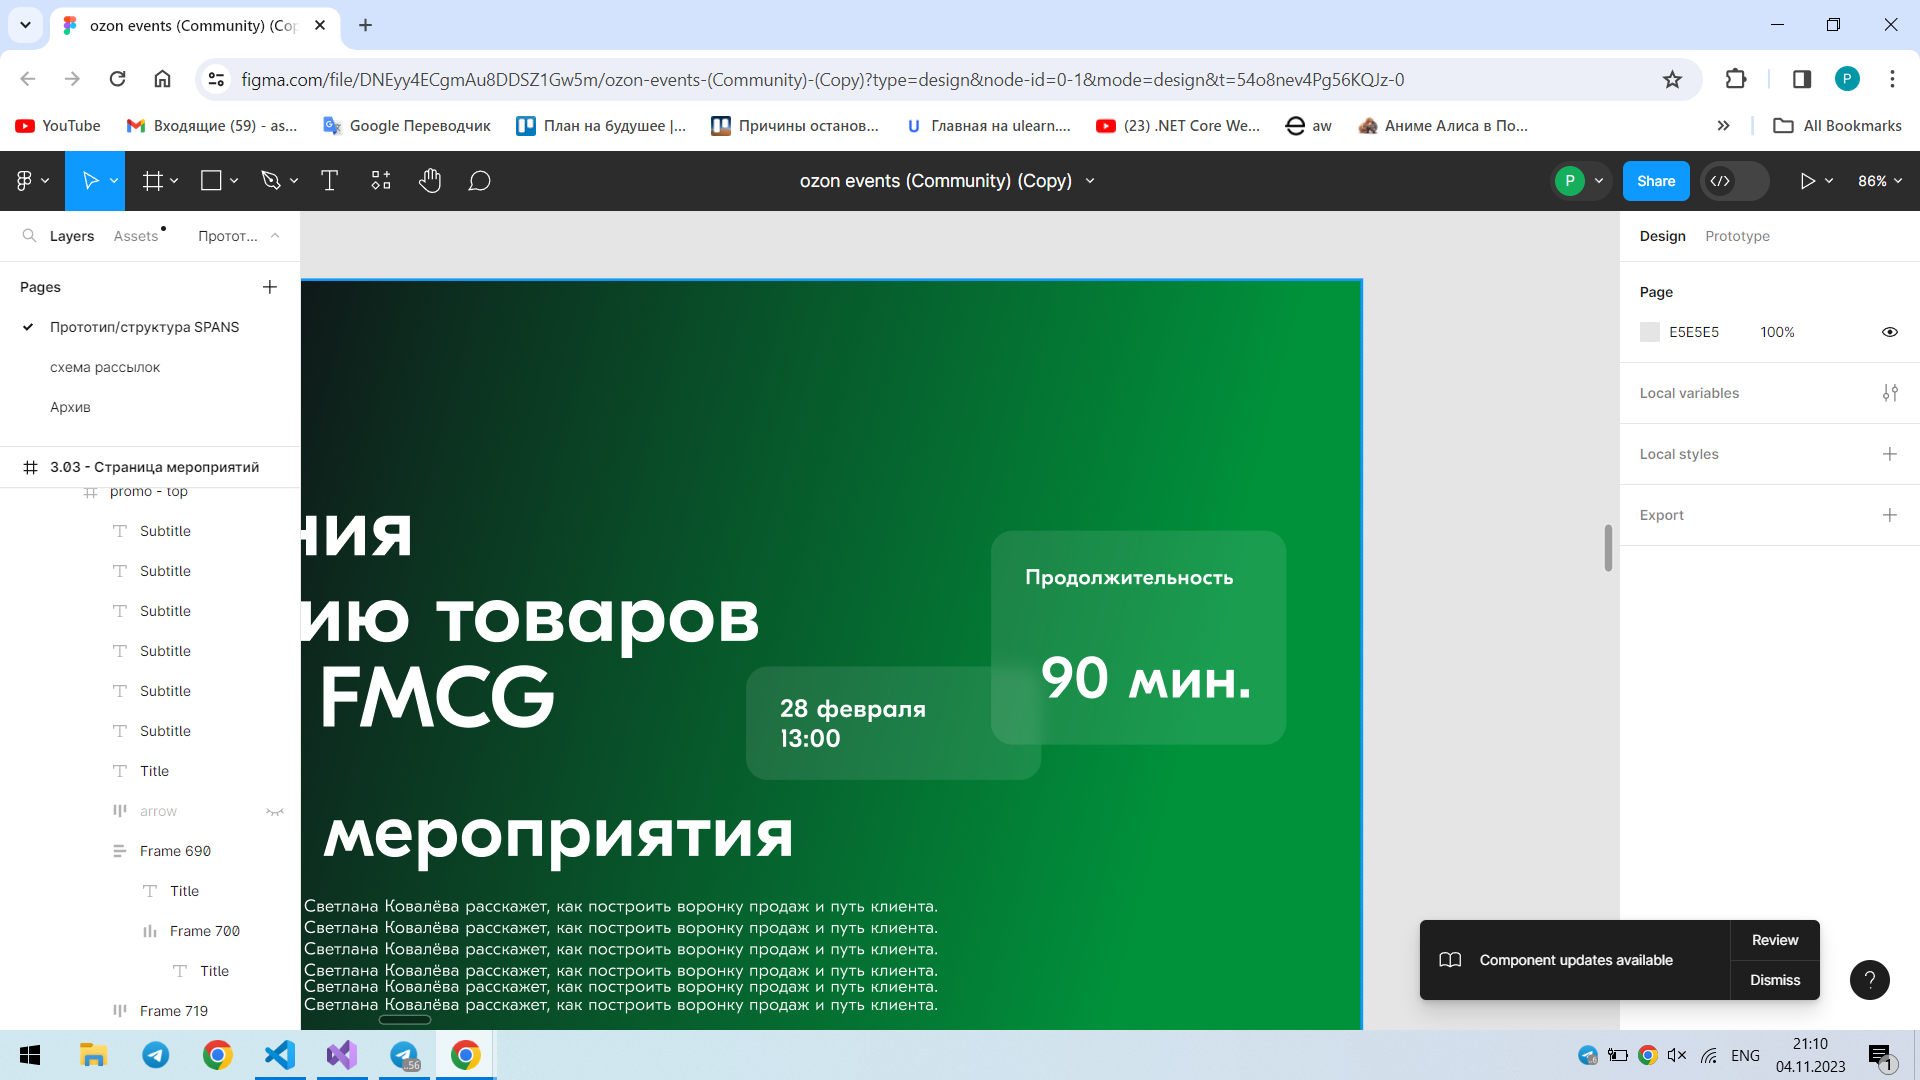 ozon events (Community) (Cop
figma.com/file/DNEyy4ECgmAu8DDSZ1Gw5m/ozon-events-(Community)-(Copy)?type=design&node-id=0-1&mode=design&t=54o8nev4Pg56KQJz-0
P
YouTube
Входящие (59) - as...
Google Переводчик
План на будушее |...
Причины останов...
Главная на ulearn....
(23) .NET Core We...
aw
Аниме Алиса в По...
All Bookmarks
ozon events (Community) (Copy)
P
Share
86%
Layers
Assets
Протот...
Design
Prototype
Pages
Прототип/структура SPANS
схема рассылок
Архив
3.03 - Страница мероприятий
promo - top
Subtitle
Subtitle
Subtitle
Subtitle
Subtitle
Subtitle
Title
arrow
Frame 690
Title
Frame 700
Title
Frame 719
ния
ию товаров
FMCG
Продолжительность
90 мин.
28 февраля
13:00
мероприятия
Светлана Ковалёва расскажет, как построить воронку продаж и путь клиента.
Светлана Ковалёва расскажет, как построить воронку продаж и путь клиента.
Светлана Ковалёва расскажет, как построить воронку продаж и путь клиента.
Светлана Ковалёва расскажет, как построить воронку продаж и путь клиента.
Светлана Ковалёва расскажет, как построить воронку продаж и путь клиента.
Светлана Ковалёва расскажет, как построить воронку продаж и путь клиента.
Page
E5E5E5
100%
Local variables
Local styles
Export
Component updates available
Review
Dismiss
?
..56
ENG
21:10
04.11.2023
1